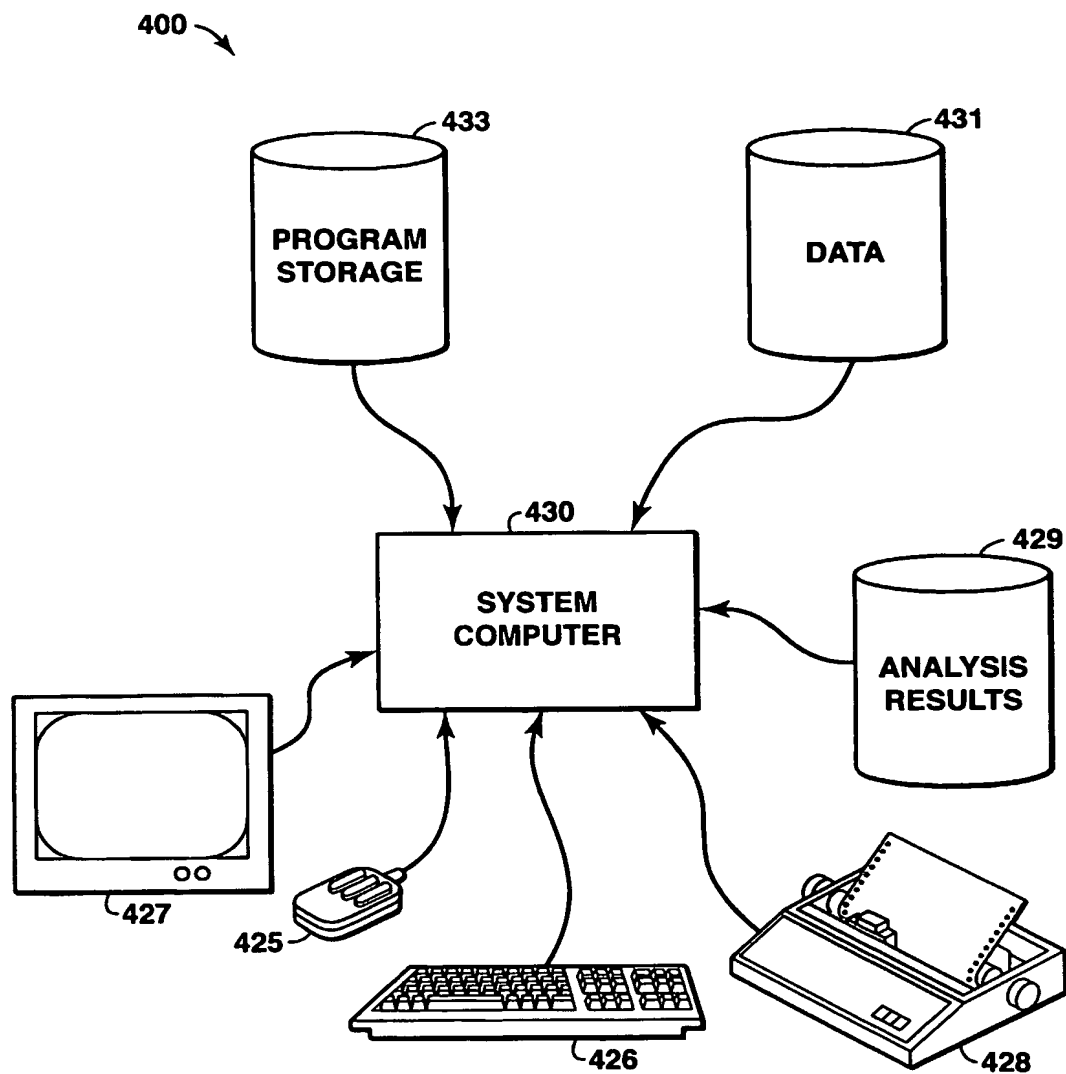 400
433
431
PROGRAM
STORAGE
DATA
430
429
SYSTEM
COMPUTER
ANALYSIS
RESULTS
427
425
426
428